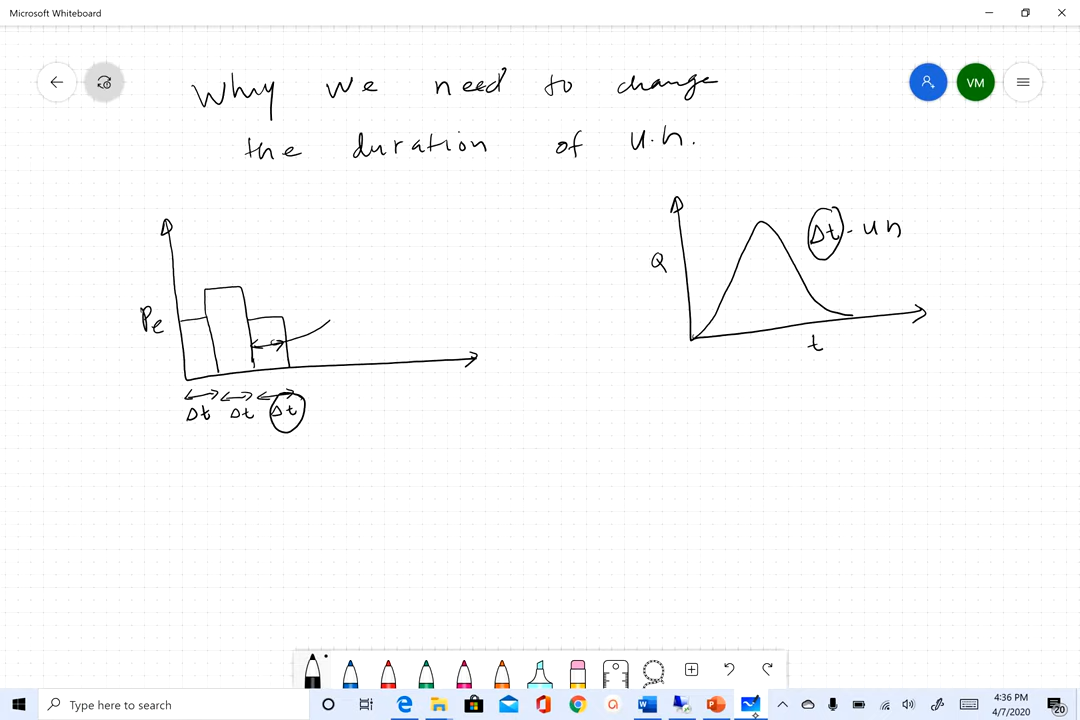 Microsoft Whiteboard
VM
Why we need to change
the duration of u.h.
Pe
Δt Δt Δt
Q
Δt - uh
t
Type here to search
4:36 PM
4/7/2020
20